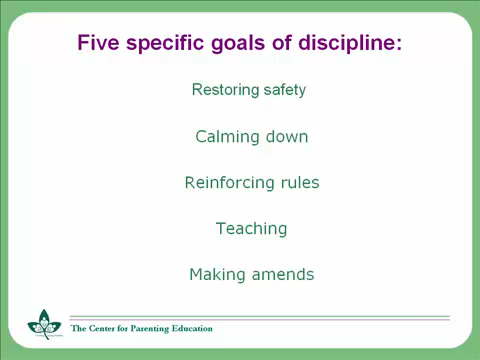 Five specific goals of discipline:
Restoring safety
Calming down
Reinforcing rules
Teaching
Making amends
The Center for Parenting Education